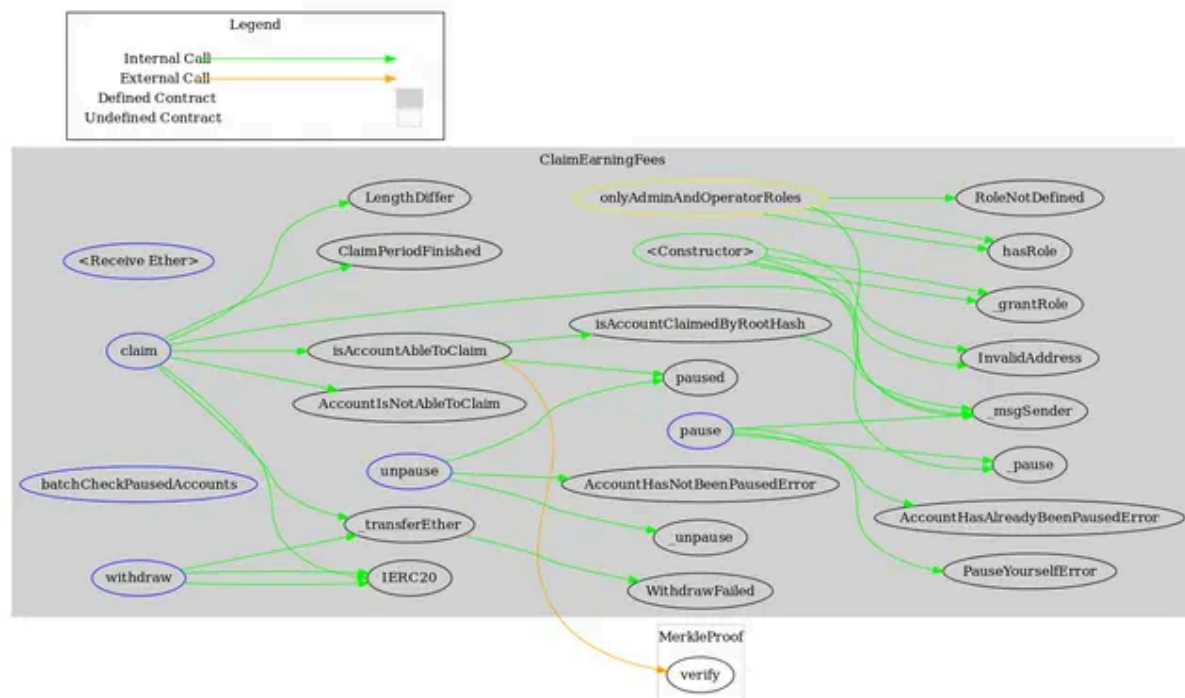 Legend
Internal Call
External Call
Defined Contract
Undefined Contract
ClaimEarningFees
LengthDiffer
onlyAdminAndOperatorRoles
RoleNotDefined
<Receive Ether>
ClaimPeriodFinished
<Constructor>
hasRole
_grantRole
claim
isAccountAbleToClaim
isAccountClaimedByRootHash
InvalidAddress
paused
AccountIsNotAbleToClaim
_msgSender
pause
unpause
_pause
batchCheckPausedAccounts
AccountHasNotBeenPausedError
AccountHasAlreadyBeenPausedError
_transferEther
_unpause
withdraw
IERC20
WithdrawFailed
PauseYourselfError
MerkleProof
verify